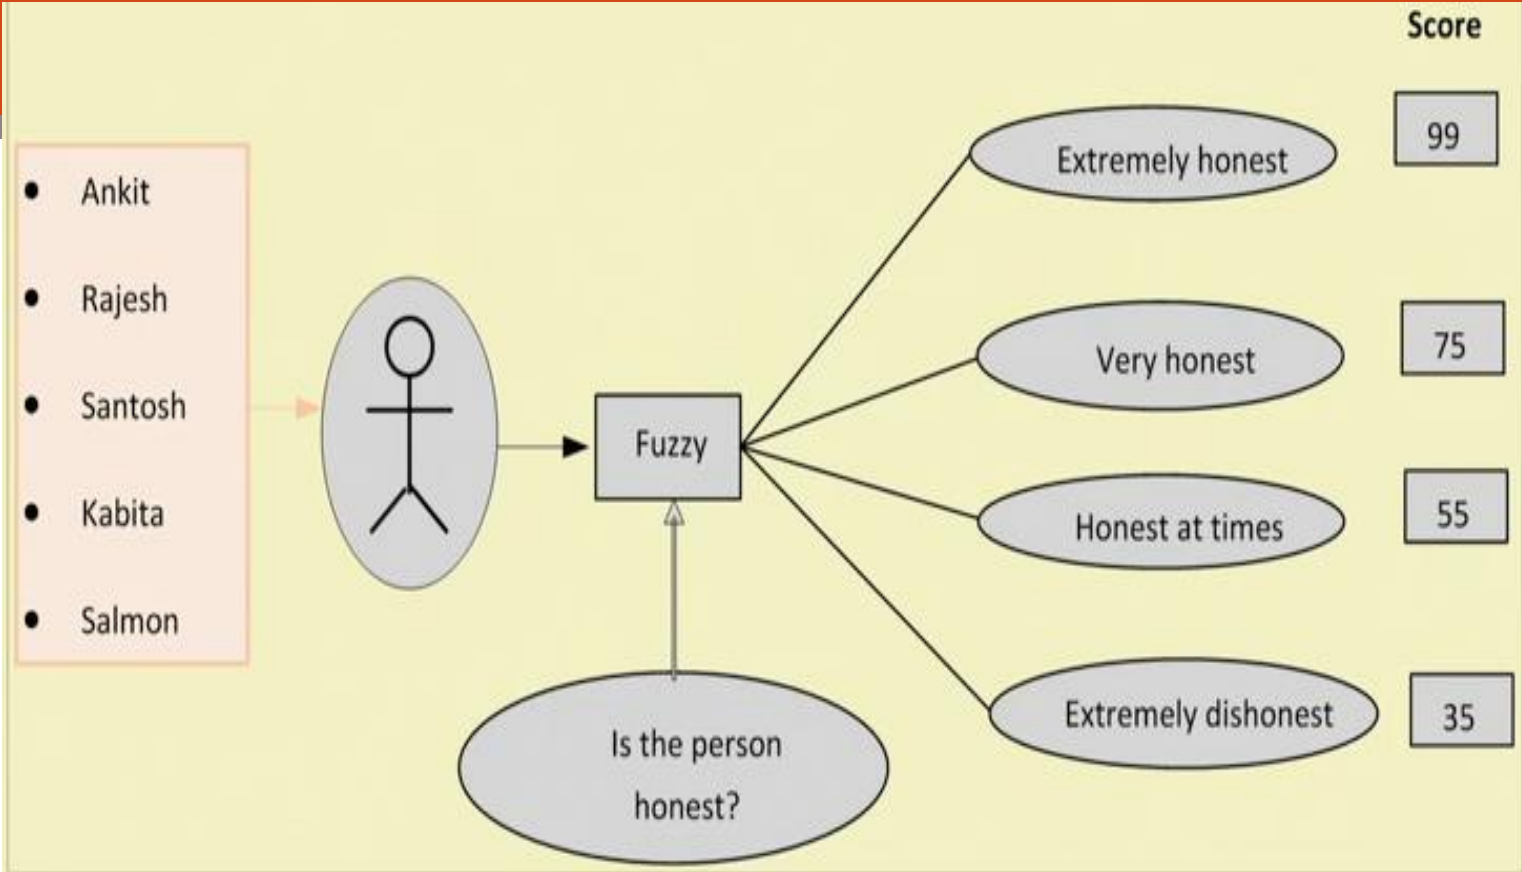 Score
• Ankit
• Rajesh
• Santosh
• Kabita
• Salmon
Fuzzy
Is the person
honest?
Extremely honest
99
Very honest
75
Honest at times
55
Extremely dishonest
35